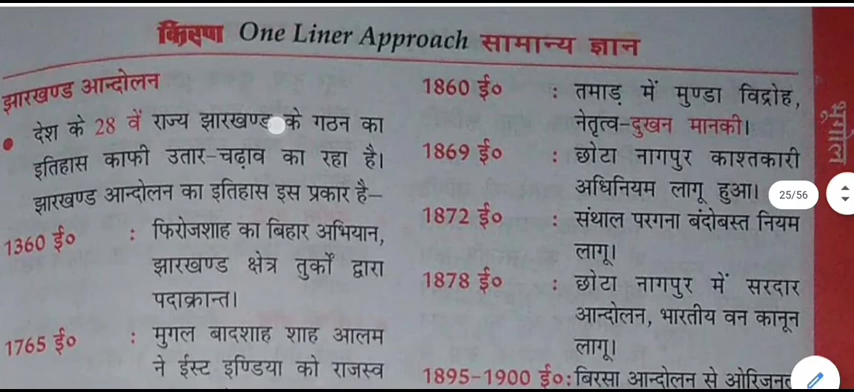 किरण One Liner Approach सामान्य ज्ञान
झारखण्ड आन्दोलन
देश के 28 वें राज्य झारखण्ड के गठन का
इतिहास काफी उतार-चढ़ाव का रहा है।
झारखण्ड आन्दोलन का इतिहास इस प्रकार है–
1360 ई० : फिरोजशाह का बिहार अभियान,
झारखण्ड क्षेत्र तुर्कों द्वारा
पदाक्रान्त।
1765 ई० : मुगल बादशाह शाह आलम
ने ईस्ट इण्डिया को राजस्व
1860 ई० : तमाड़ में मुण्डा विद्रोह,
नेतृत्व-दुखन मानकी।
1869 ई० : छोटा नागपुर काश्तकारी
अधिनियम लागू हुआ।
1872 ई० : संथाल परगना बंदोबस्त नियम
लागू।
1878 ई० : छोटा नागपुर में सरदार
आन्दोलन, भारतीय वन कानून
लागू।
1895-1900 ई०: बिरसा आन्दोलन से
भूगोल
25/56